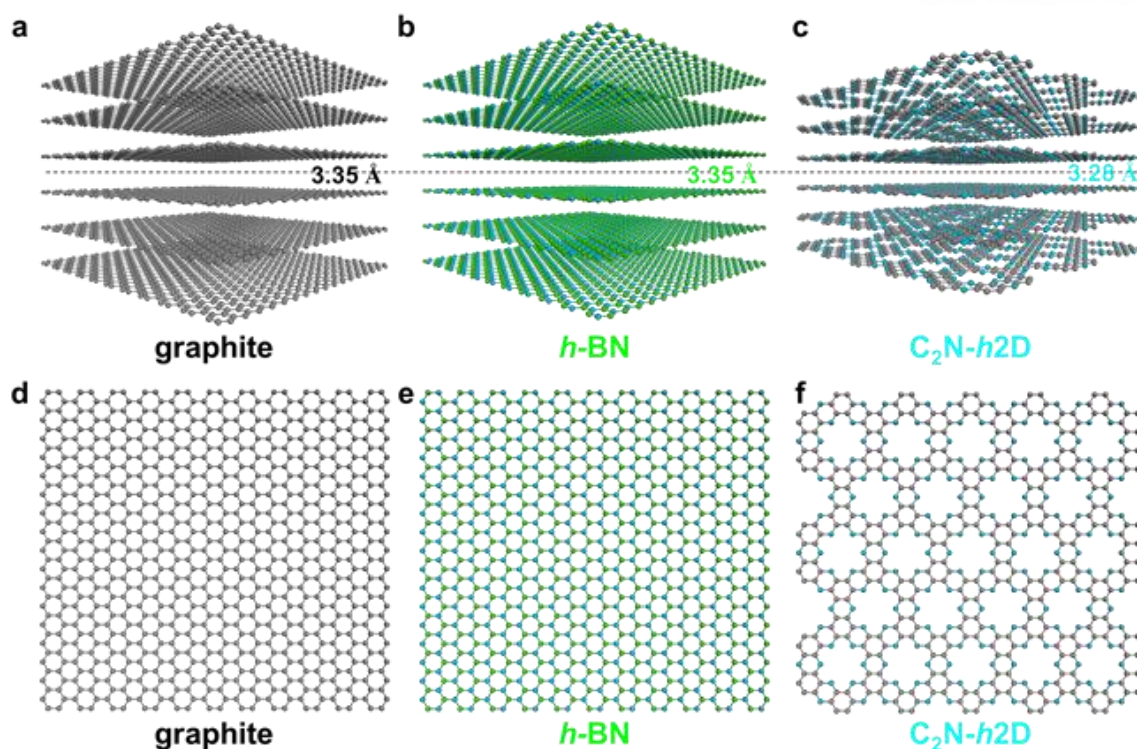 a b c
3.35 Å 3.35 Å 3.28 Å
graphite h-BN C₂N-h2D
d e f
graphite h-BN C₂N-h2D